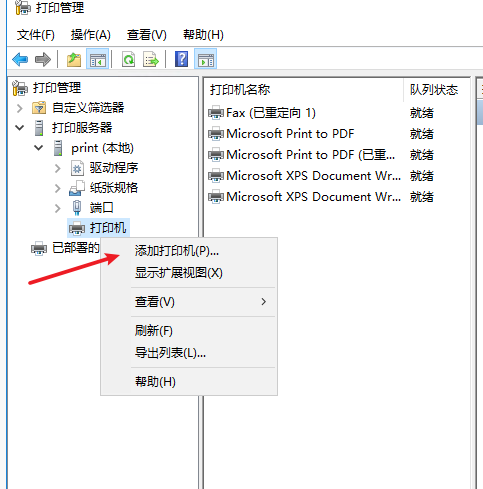 打印管理
文件(F) 操作(A) 查看(V) 帮助(H)
打印管理
自定义筛选器
打印服务器
print (本地)
驱动程序
纸张规格
端口
打印机
已部署的
打印机名称 队列状态
Fax (已重定向 1) 就绪
Microsoft Print to PDF 就绪
Microsoft Print to PDF (已重... 就绪
Microsoft XPS Document Wr... 就绪
Microsoft XPS Document Wr... 就绪
添加打印机(P)...
显示扩展视图(X)
查看(V)
刷新(F)
导出列表(L)...
帮助(H)